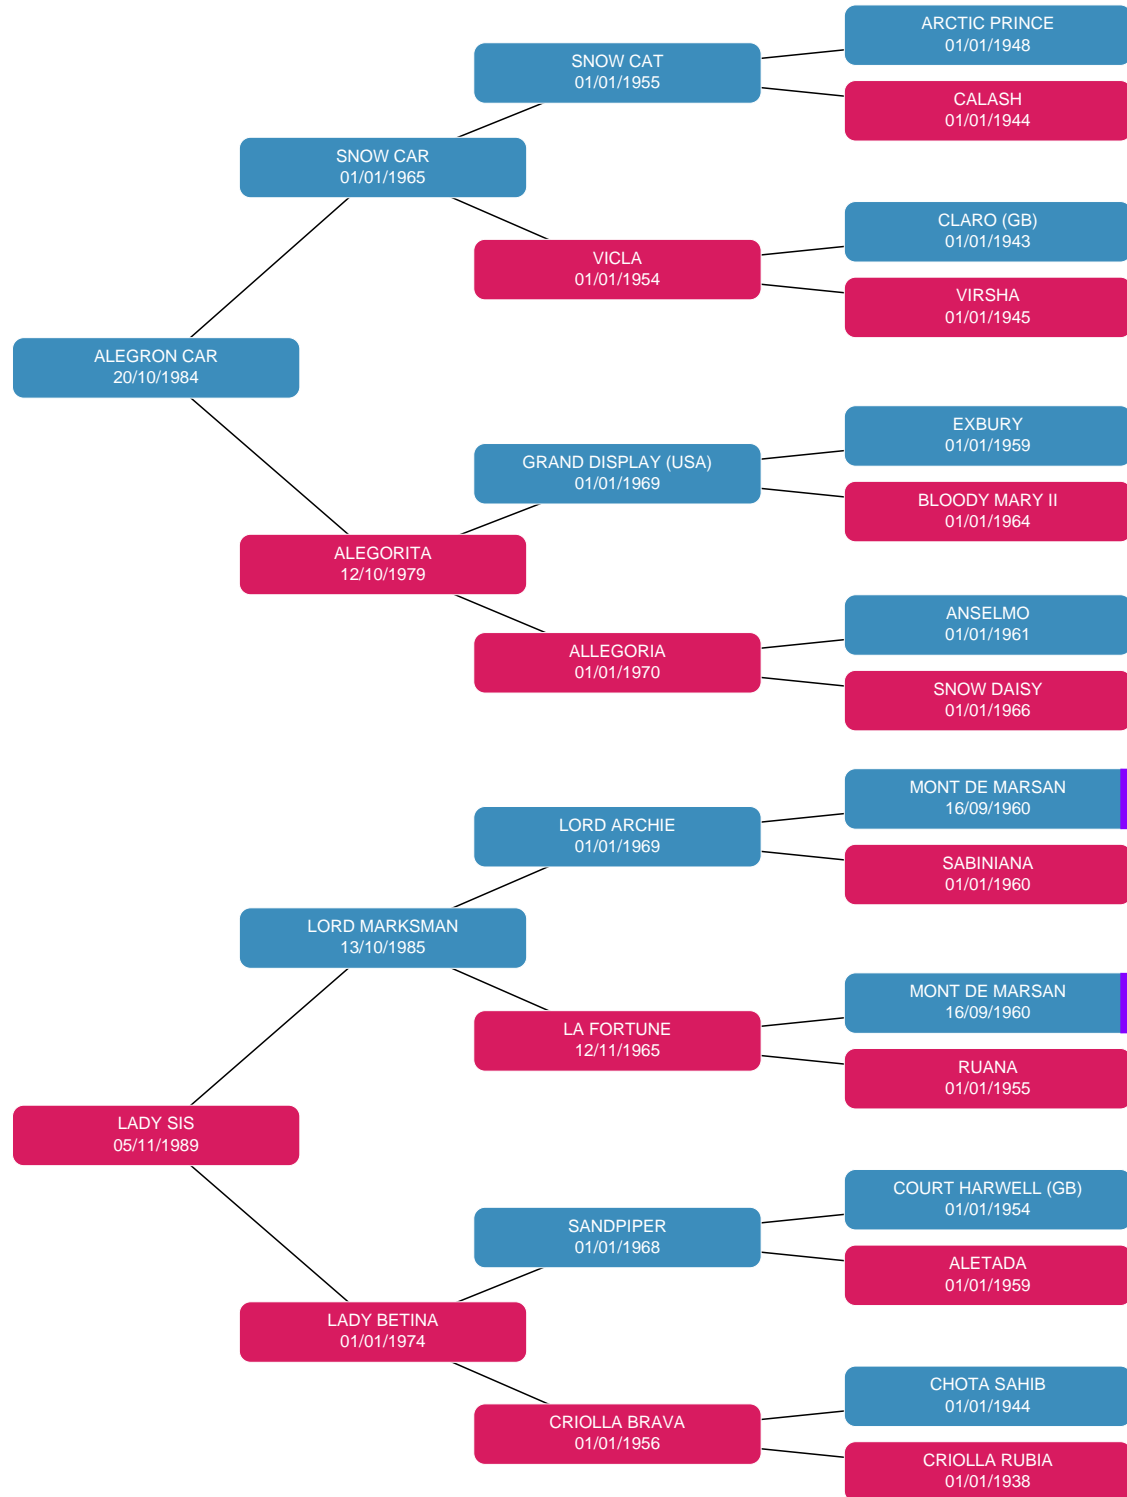 ARCTIC PRINCE
01/01/1948
SNOW CAT
01/01/1955
CALASH
01/01/1944
SNOW CAR
01/01/1965
CLARO (GB)
01/01/1943
VICLA
01/01/1954
VIRSHA
01/01/1945
ALEGRON CAR
20/10/1984
EXBURY
01/01/1959
GRAND DISPLAY (USA)
01/01/1969
BLOODY MARY II
01/01/1964
ALEGORITA
12/10/1979
ANSELMO
01/01/1961
ALLEGORIA
01/01/1970
SNOW DAISY
01/01/1966
MONT DE MARSAN
16/09/1960
LORD ARCHIE
01/01/1969
SABINIANA
01/01/1960
LORD MARKSMAN
13/10/1985
MONT DE MARSAN
16/09/1960
LA FORTUNE
12/11/1965
RUANA
01/01/1955
LADY SIS
05/11/1989
COURT HARWELL (GB)
01/01/1954
SANDPIPER
01/01/1968
ALETADA
01/01/1959
LADY BETINA
01/01/1974
CHOTA SAHIB
01/01/1944
CRIOLLA BRAVA
01/01/1956
CRIOLLA RUBIA
01/01/1938